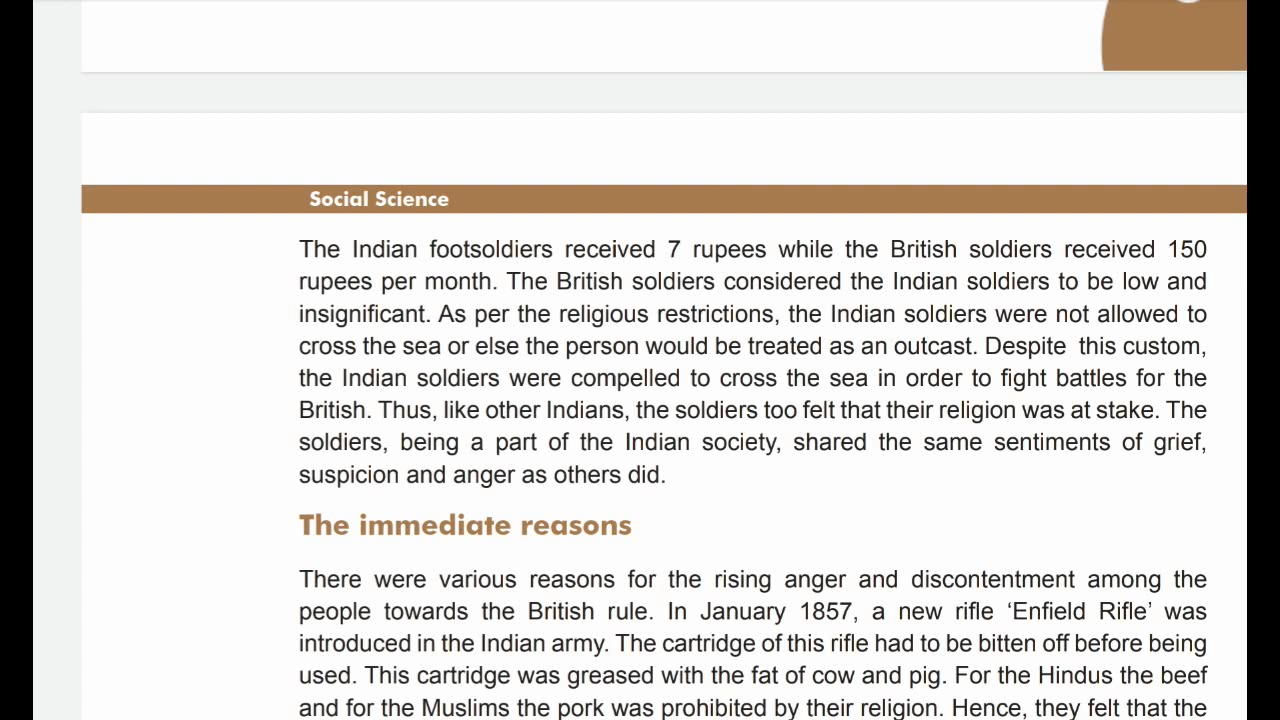 Social Science
The Indian footsoldiers received 7 rupees while the British soldiers received 150
rupees per month. The British soldiers considered the Indian soldiers to be low and
insignificant. As per the religious restrictions, the Indian soldiers were not allowed to
cross the sea or else the person would be treated as an outcast. Despite this custom,
the Indian soldiers were compelled to cross the sea in order to fight battles for the
British. Thus, like other Indians, the soldiers too felt that their religion was at stake. The
soldiers, being a part of the Indian society, shared the same sentiments of grief,
suspicion and anger as others did.
The immediate reasons
There were various reasons for the rising anger and discontentment among the
people towards the British rule. In January 1857, a new rifle ‘Enfield Rifle’ was
introduced in the Indian army. The cartridge of this rifle had to be bitten off before being
used. This cartridge was greased with the fat of cow and pig. For the Hindus the beef
and for the Muslims the pork was prohibited by their religion. Hence, they felt that the